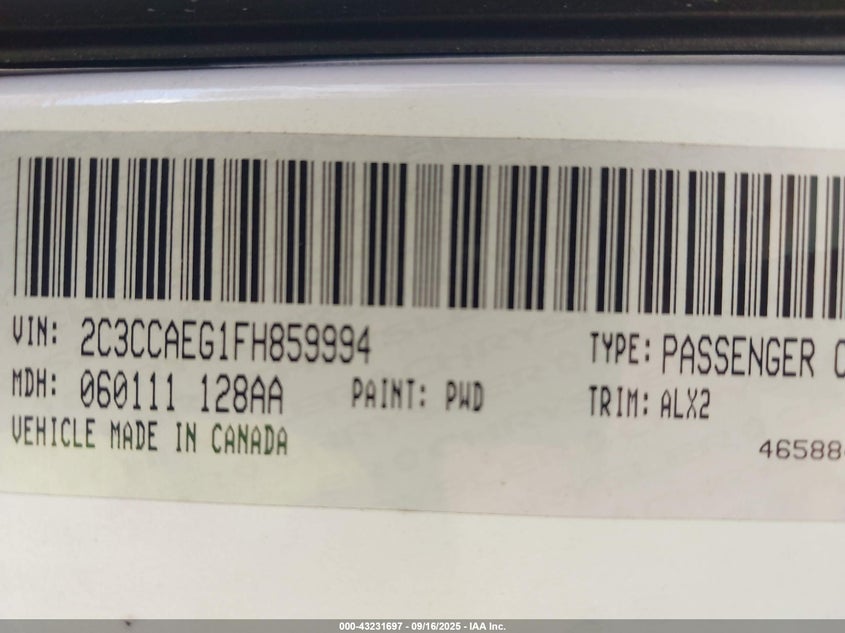 VIN: 2C3CCAEG1FH859994
TYPE: PASSENGER
MDH: 060111 128AA
PAINT: PWD
TRIM: ALX2
VEHICLE MADE IN CANADA
46588
000-43231697 - 09/16/2025 - IAA Inc.